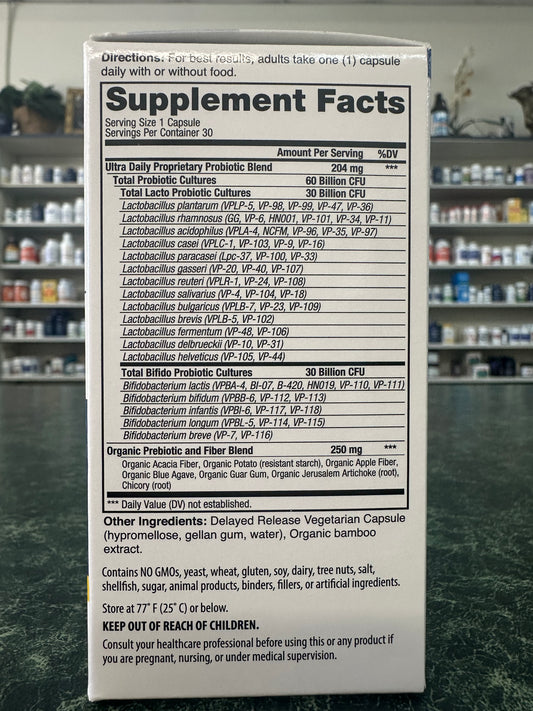 Directions: For best results, adults take one (1) capsule
daily with or without food.
Supplement Facts
Serving Size 1 Capsule
Servings Per Container 30
Amount Per Serving %DV
Ultra Daily Proprietary Probiotic Blend 204 mg ***
Total Probiotic Cultures 60 Billion CFU
Total Lacto Probiotic Cultures 30 Billion CFU
Lactobacillus plantarum (VPLP-5, VP-98, VP-99, VP-47, VP-36)
Lactobacillus rhamnosus (GG, VP-6, HN001, VP-101, VP-34, VP-11)
Lactobacillus acidophilus (VPLA-4, NCFM, VP-96, VP-35, VP-97)
Lactobacillus casei (VPLC-1, VP-103, VP-9, VP-16)
Lactobacillus paracasei (Lpc-37, VP-100, VP-33)
Lactobacillus gasseri (VP-20, VP-40, VP-107)
Lactobacillus reuteri (VPLR-1, VP-24, VP-108)
Lactobacillus salivarius (VP-4, VP-104, VP-18)
Lactobacillus bulgaricus (VPLB-7, VP-23, VP-109)
Lactobacillus brevis (VPLB-5, VP-102)
Lactobacillus fermentum (VP-48, VP-106)
Lactobacillus delbrueckii (VP-10, VP-31)
Lactobacillus helveticus (VP-105, VP-44)
Total Bifido Probiotic Cultures 30 Billion CFU
Bifidobacterium lactis (VPBA-4, BI-07, B-420, HN019, VP-110, VP-111)
Bifidobacterium bifidum (VPBB-6, VP-112, VP-113)
Bifidobacterium infantis (VPBI-6, VP-117, VP-118)
Bifidobacterium longum (VPBL-5, VP-114, VP-115)
Bifidobacterium breve (VP-7, VP-116)
Organic Prebiotic and Fiber Blend 250 mg ***
Organic Acacia Fiber, Organic Potato (resistant starch), Organic Apple Fiber,
Organic Blue Agave, Organic Guar Gum, Organic Jerusalem Artichoke (root),
Chicory (root)
*** Daily Value (DV) not established.
Other Ingredients: Delayed Release Vegetarian Capsule
(hypromellose, gellan gum, water), Organic bamboo
extract.
Contains NO GMOs, yeast, wheat, gluten, soy, dairy, tree nuts, salt,
shellfish, sugar, animal products, binders, fillers, or artificial ingredients.
Store at 77° F (25° C) or below.
KEEP OUT OF REACH OF CHILDREN.
Consult your healthcare professional before using this or any product if
you are pregnant, nursing, or under medical supervision.